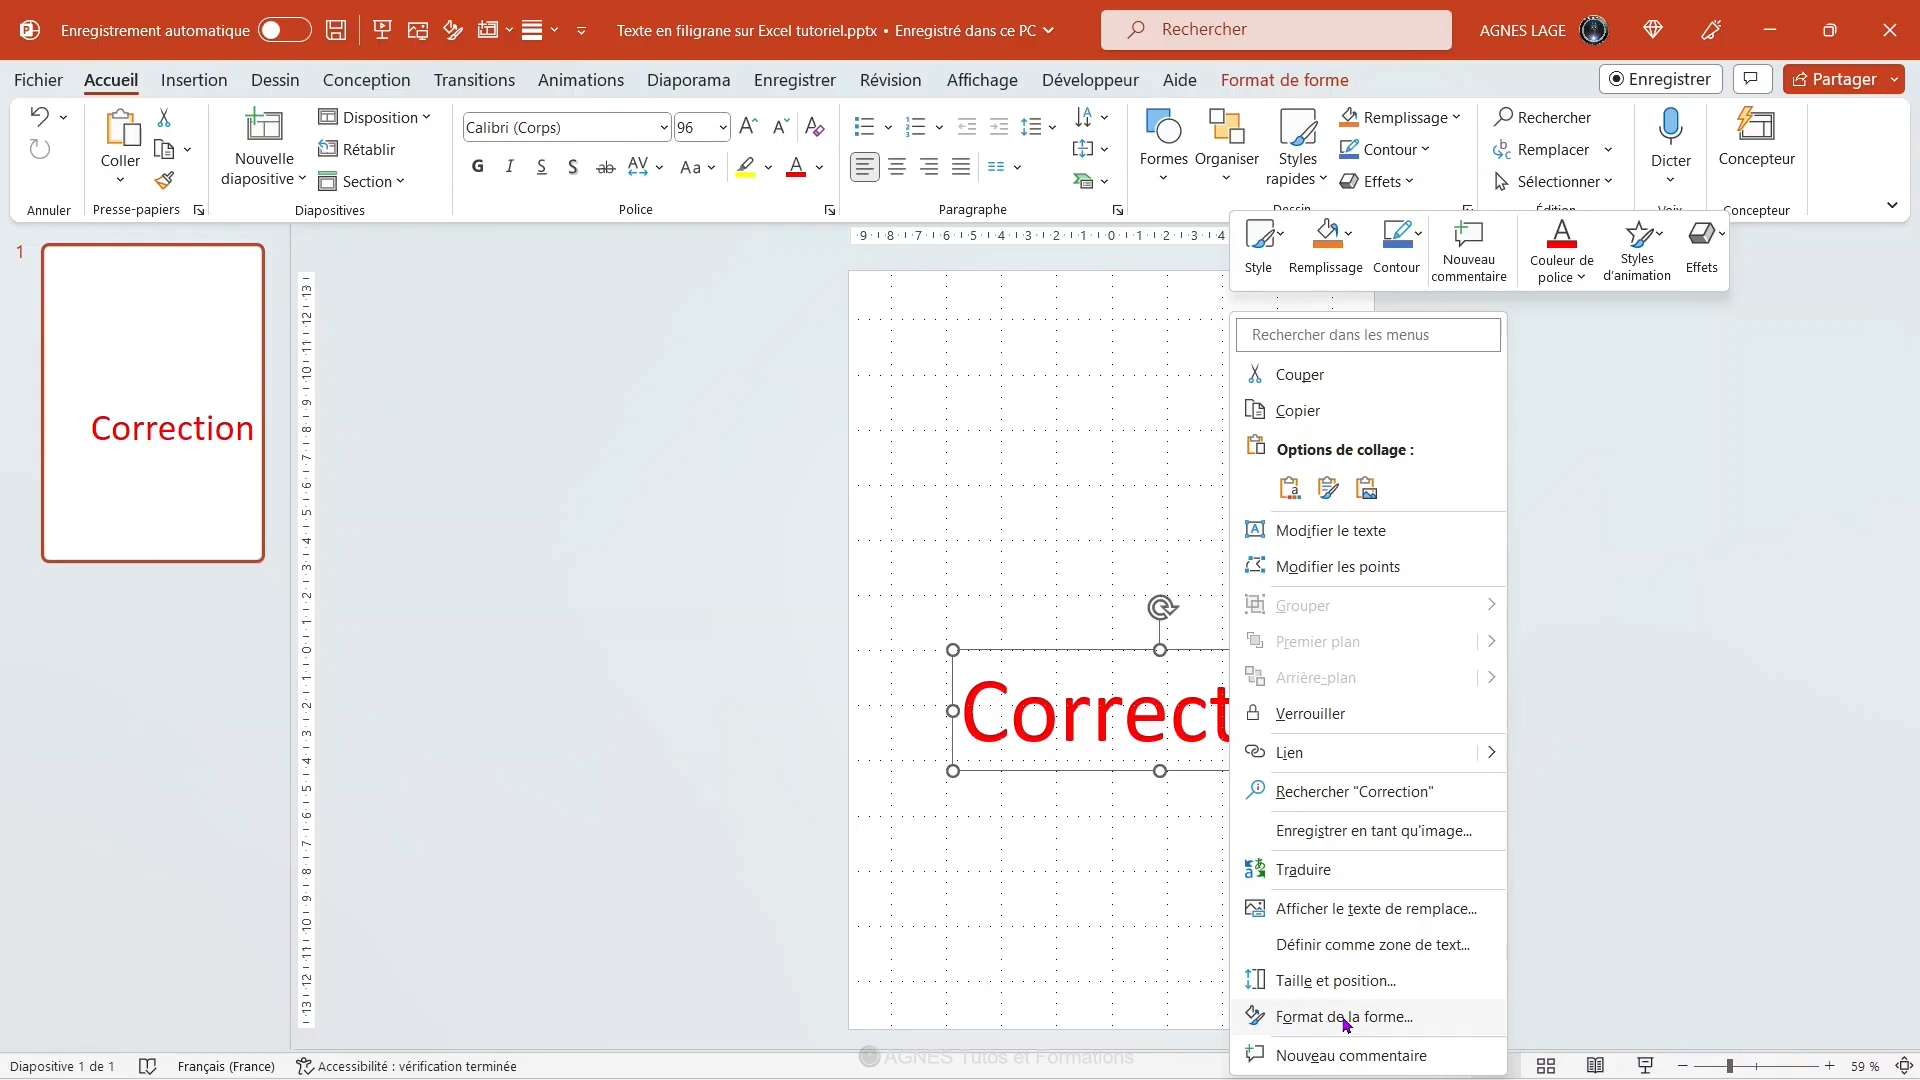 Enregistrement automatique
Texte en filigrane sur Excel tutoriel.pptx • Enregistré dans ce PC
Rechercher
AGNES LAGE
Fichier Accueil Insertion Dessin Conception Transitions Animations Diaporama Enregistrer Révision Affichage Développeur Aide Format de forme
Enregistrer
Partager
Coller
Nouvelle diapositive
Disposition
Rétablir
Section
Calibri (Corps)
96
G I S S ab AV Aa A
Formes
Organiser
Styles rapides
Remplissage
Contour
Effets
Rechercher
Remplacer
Sélectionner
Dicter
Concepteur
Annuler
Presse-papiers
Diapositives
Police
Paragraphe
Dessin
Édition
Voix
Concepteur
Style
Remplissage
Contour
Nouveau commentaire
Couleur de police
Styles d'animation
Effets
1
Correction
Correct
Rechercher dans les menus
Couper
Copier
Options de collage :
Modifier le texte
Modifier les points
Grouper
Premier plan
Arrière-plan
Verrouiller
Lien
Rechercher "Correction"
Enregistrer en tant qu'image...
Traduire
Afficher le texte de remplace...
Définir comme zone de text...
Taille et position...
Format de la forme...
Nouveau commentaire
AGNES Tutos et Formations
Diapositive 1 de 1
Français (France)
Accessibilité : vérification terminée
59 %